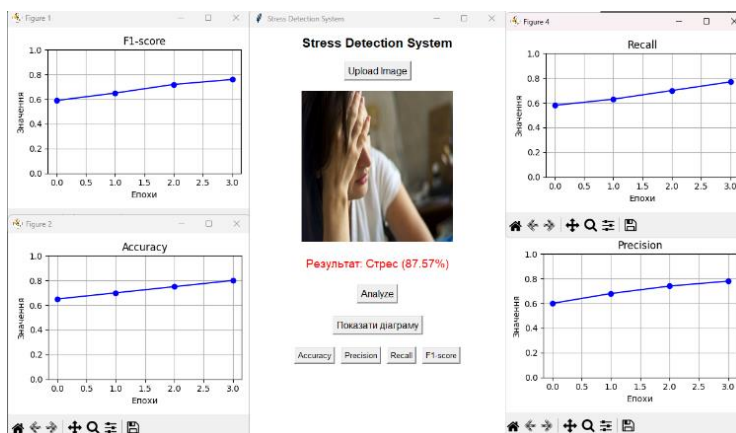 Figure 1
F1-score
1.0
0.8
0.6
0.4
0.2
0.0
Значення
0.0 0.5 1.0 1.5 2.0 2.5 3.0
Епохи
Figure 2
Accuracy
1.0
0.8
0.6
0.4
0.2
0.0
Значення
0.0 0.5 1.0 1.5 2.0 2.5 3.0
Епохи
Stress Detection System
Stress Detection System
Upload Image
Результат: Стрес (87.57%)
Analyze
Показати діаграму
Accuracy Precision Recall F1-score
Figure 4
Recall
1.0
0.8
0.6
0.4
0.2
0.0
Значення
0.0 0.5 1.0 1.5 2.0 2.5 3.0
Епохи
Precision
1.0
0.8
0.6
0.4
0.2
0.0
Значення
0.0 0.5 1.0 1.5 2.0 2.5 3.0
Епохи